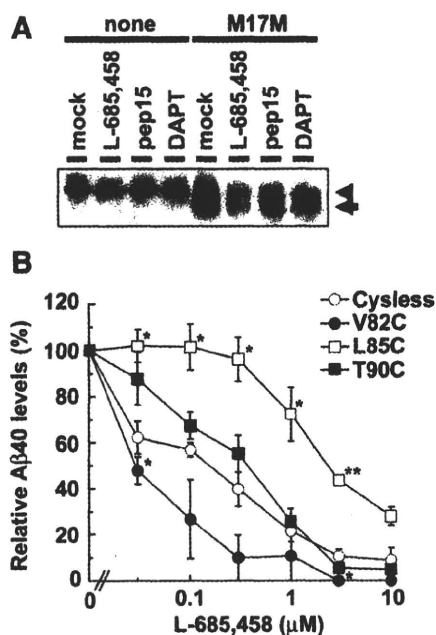 A
none M17M
mock L-685,458 pep15 DAPT mock L-685,458 pep15 DAPT
B
Relative Aβ40 levels (%)
120
100
80
60
40
20
0
Cysless
V82C
L85C
T90C
* * * * ** * *
0 0.1 1 10
L-685,458 (μM)